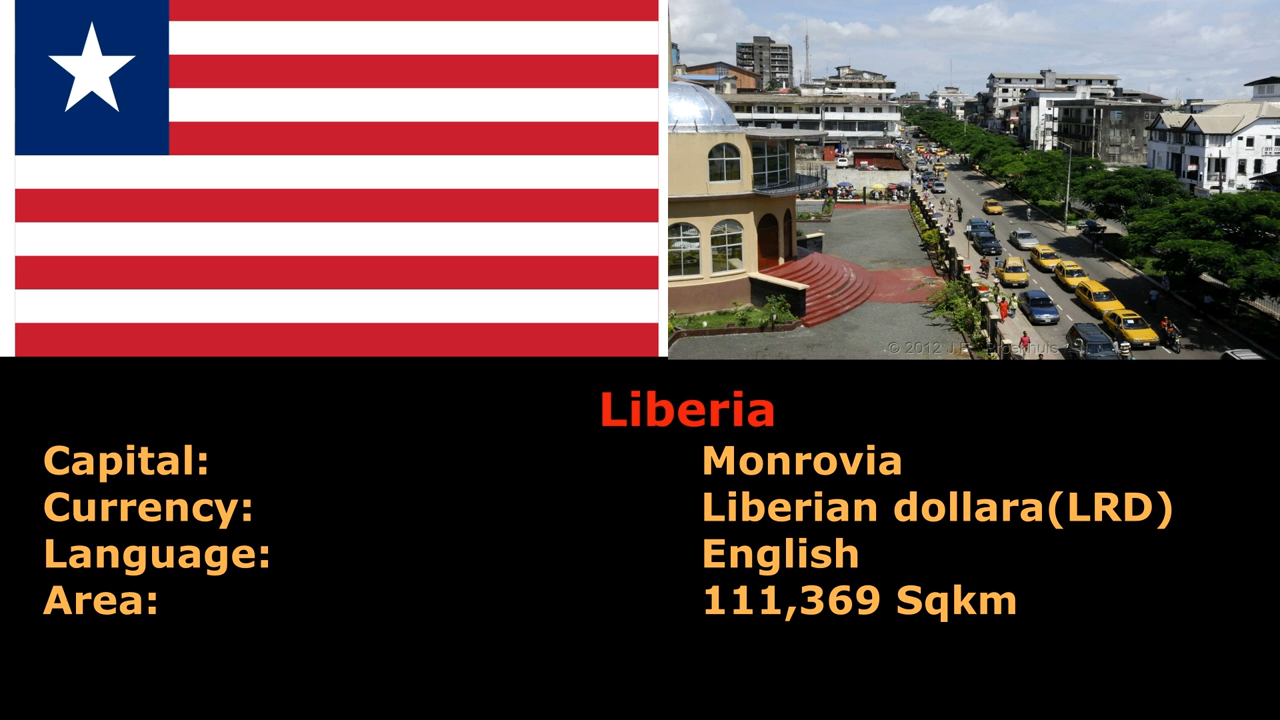 © 2012 J
Liberia
Capital: Monrovia
Currency: Liberian dollara(LRD)
Language: English
Area: 111,369 Sqkm